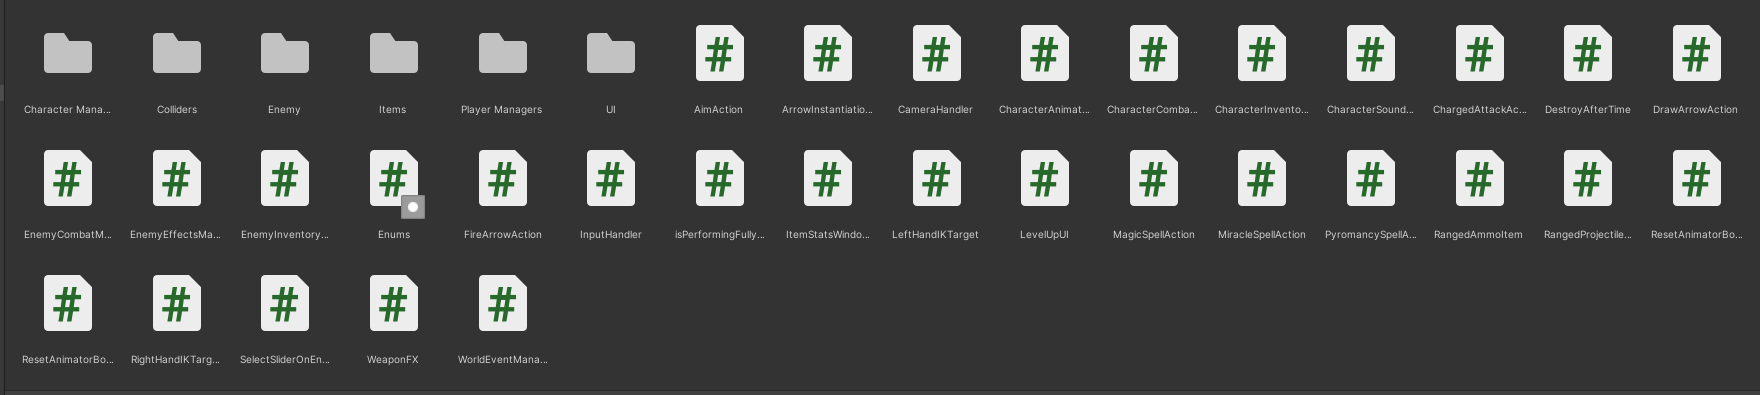 Character Mana...
Colliders
Enemy
Items
Player Managers
UI
AimAction
ArrowInstantiatio...
CameraHandler
CharacterAnimat...
CharacterComba...
CharacterInvento...
CharacterSound...
ChargedAttackAc...
DestroyAfterTime
DrawArrowAction
EnemyCombatM...
EnemyEffectsMa...
EnemyInventory...
Enums
FireArrowAction
InputHandler
isPerformingFully...
ItemStatsWindo...
LeftHandIKTarget
LevelUpUI
MagicSpellAction
MiracleSpellAction
PyromancySpellA...
RangedAmmoItem
RangedProjectile...
ResetAnimatorBo...
ResetAnimatorBo...
RightHandIKTarg...
SelectSliderOnEn...
WeaponFX
WorldEventMana...